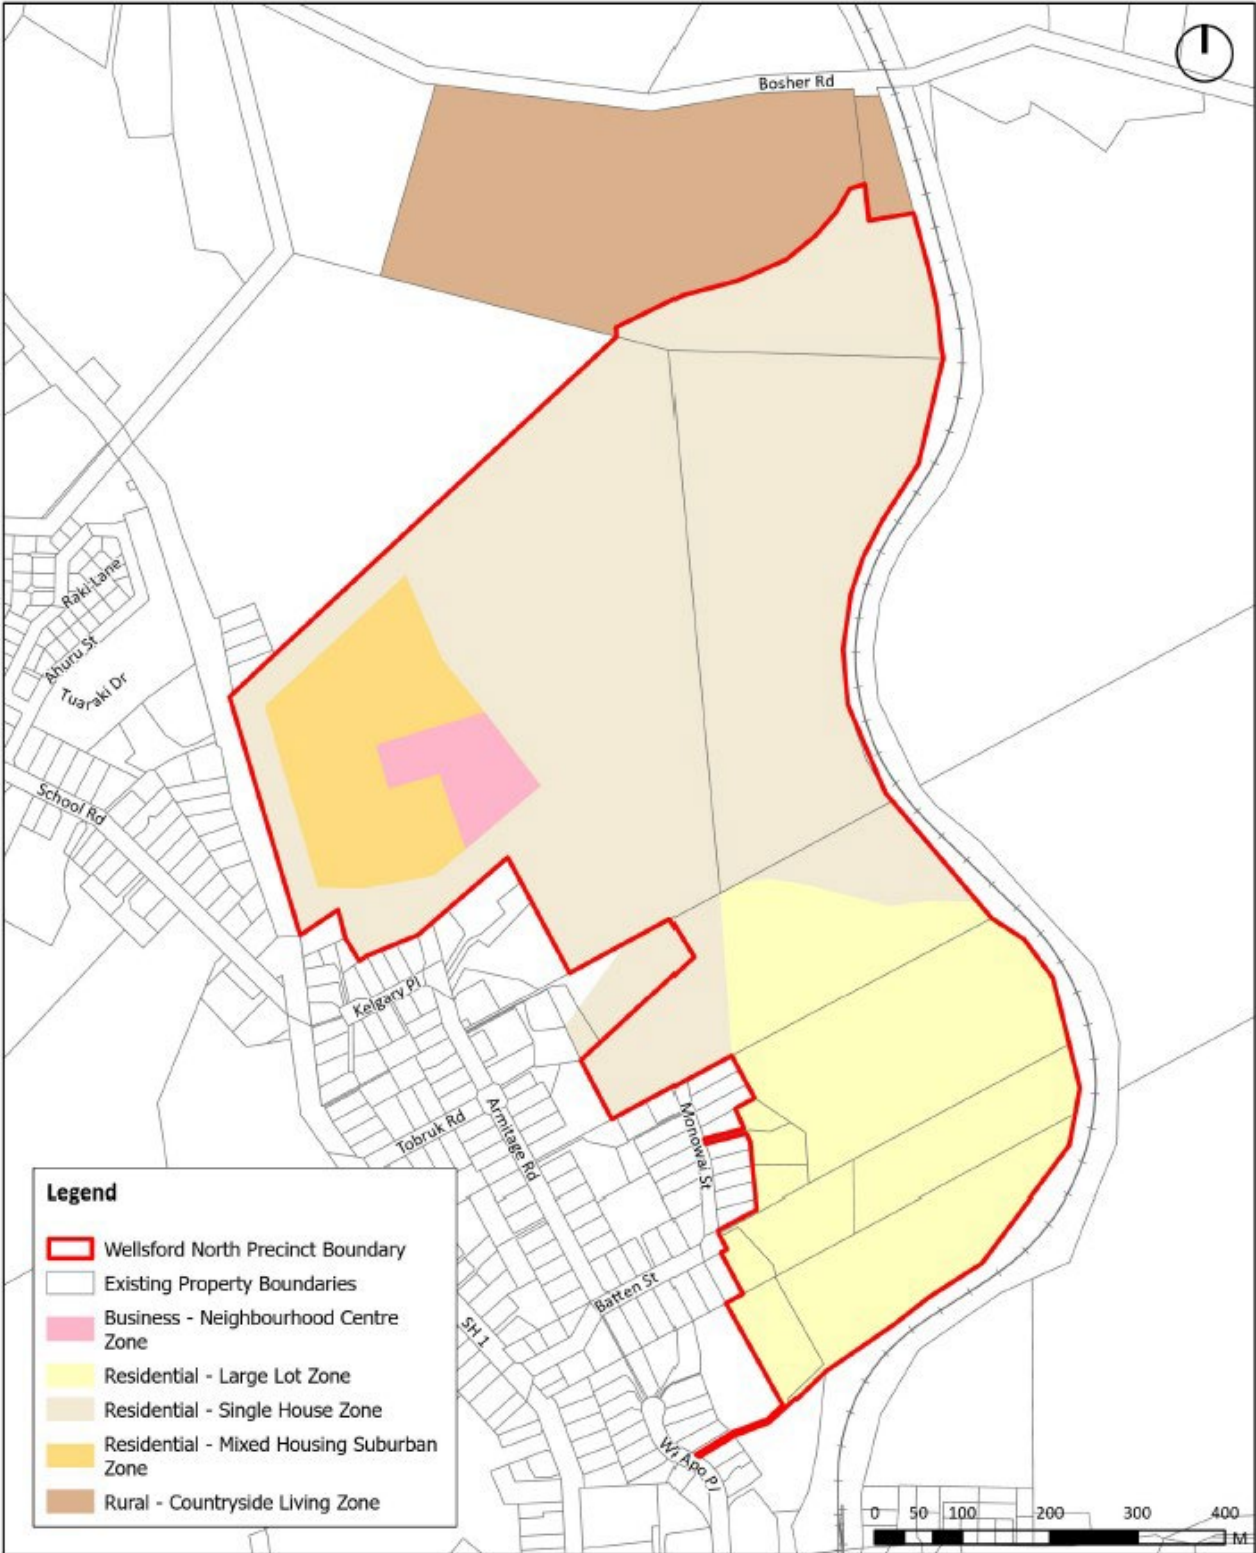 Bosher Rd
Raki Lane
Ahuru St
Tuaraki Dr
School Rd
Kelgary Pl
Tobruk Rd
Armitage Rd
Monowai St
Batten St
SH 1
Wi Apo Pl
Legend
Wellsford North Precinct Boundary
Existing Property Boundaries
Business - Neighbourhood Centre
Zone
Residential - Large Lot Zone
Residential - Single House Zone
Residential - Mixed Housing Suburban
Zone
Rural - Countryside Living Zone
0 50 100 200 300 400
M